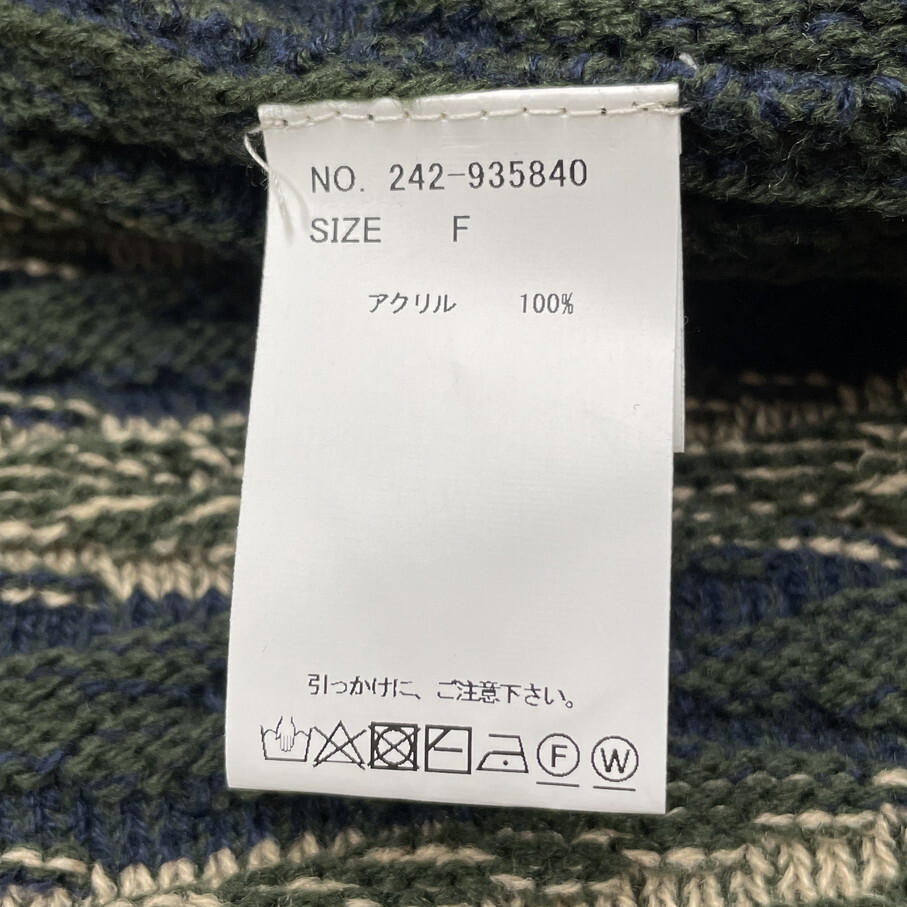 NO. 242-935840
SIZE F
アクリル 100%
引っかけに、ご注意下さい。
F W